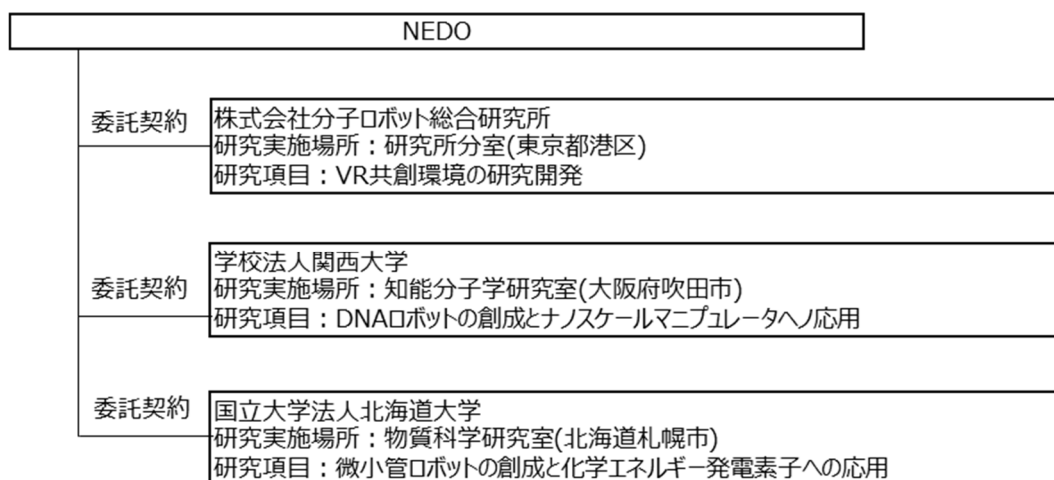 NEDO
委託契約
株式会社分子ロボット総合研究所
研究実施場所：研究所分室(東京都港区)
研究項目：VR共創環境の研究開発
委託契約
学校法人関西大学
研究実施場所：知能分子学研究室(大阪府吹田市)
研究項目：DNAロボットの創成とナノスケールマニピュレータヘノ応用
委託契約
国立大学法人北海道大学
研究実施場所：物質科学研究室(北海道札幌市)
研究項目：微小管ロボットの創成と化学エネルギー発電素子への応用